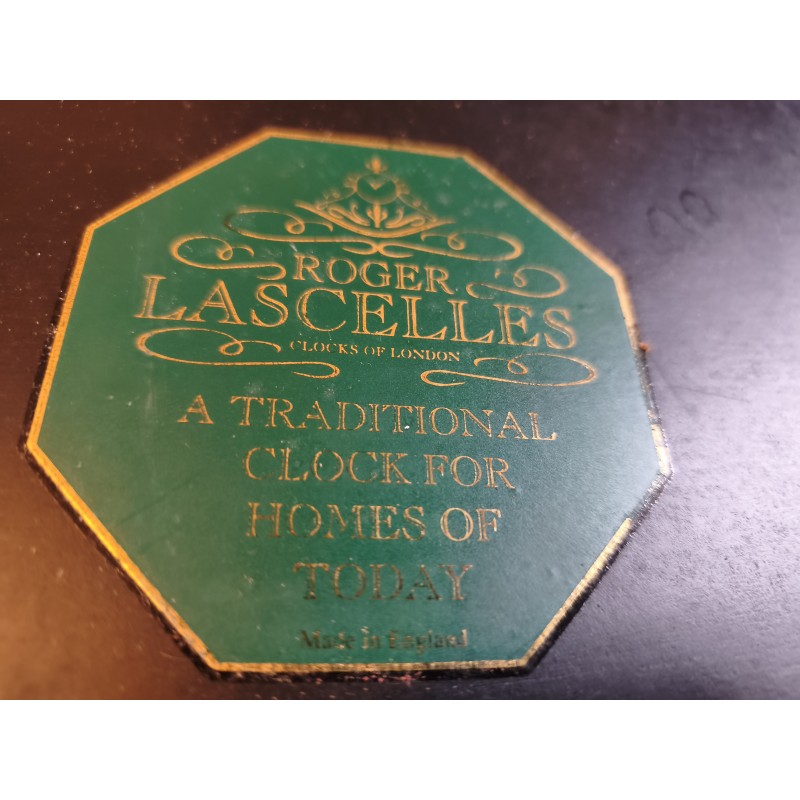 ROGER
LASCELLES
CLOCKS OF LONDON
A TRADITIONAL
CLOCK FOR
HOMES OF
TODAY
Made in England